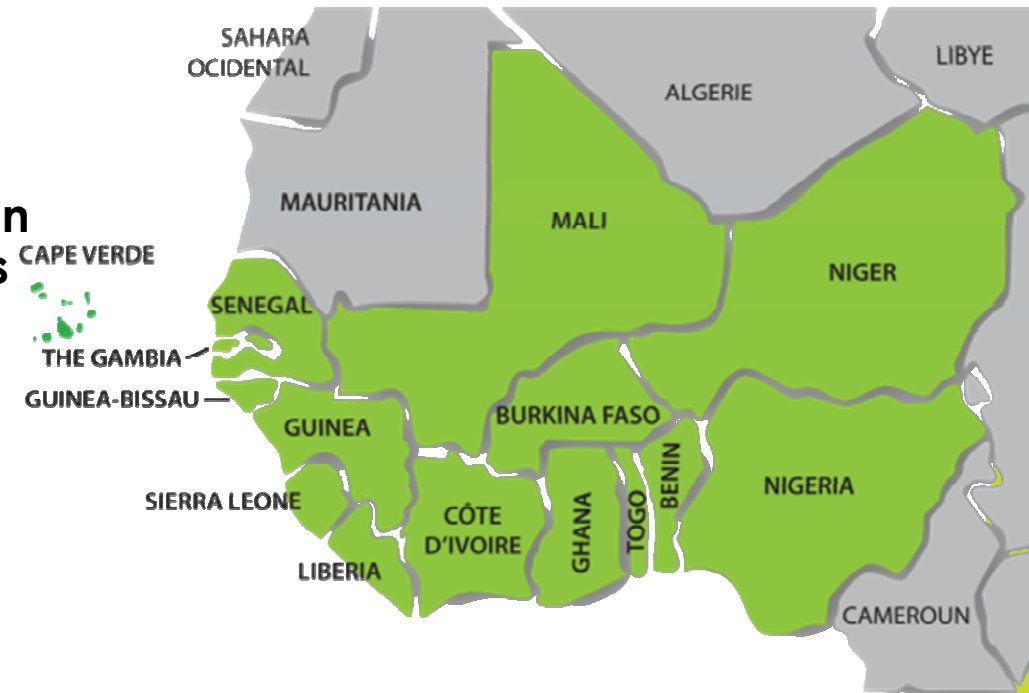 SAHARA
OCIDENTAL
LIBYE
ALGERIE
MAURITANIA
n
MALI
CAPE VERDE
s
NIGER
SENEGAL
THE GAMBIA
GUINEA-BISSAU
BURKINA FASO
GUINEA
BENIN
NIGERIA
SIERRA LEONE
CÔTE
D'IVOIRE
GHANA
TOGO
LIBERIA
CAMEROUN